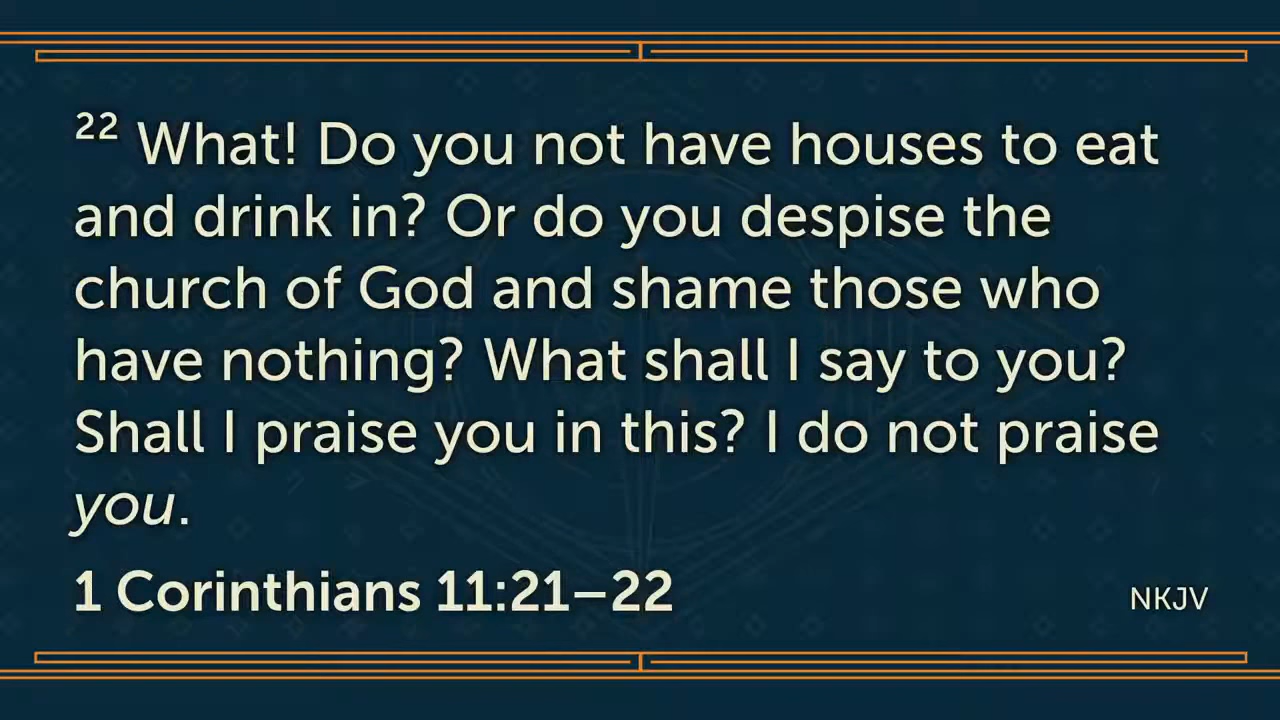 22 What! Do you not have houses to eat
and drink in? Or do you despise the
church of God and shame those who
have nothing? What shall I say to you?
Shall I praise you in this? I do not praise
you.
1 Corinthians 11:21–22
NKJV